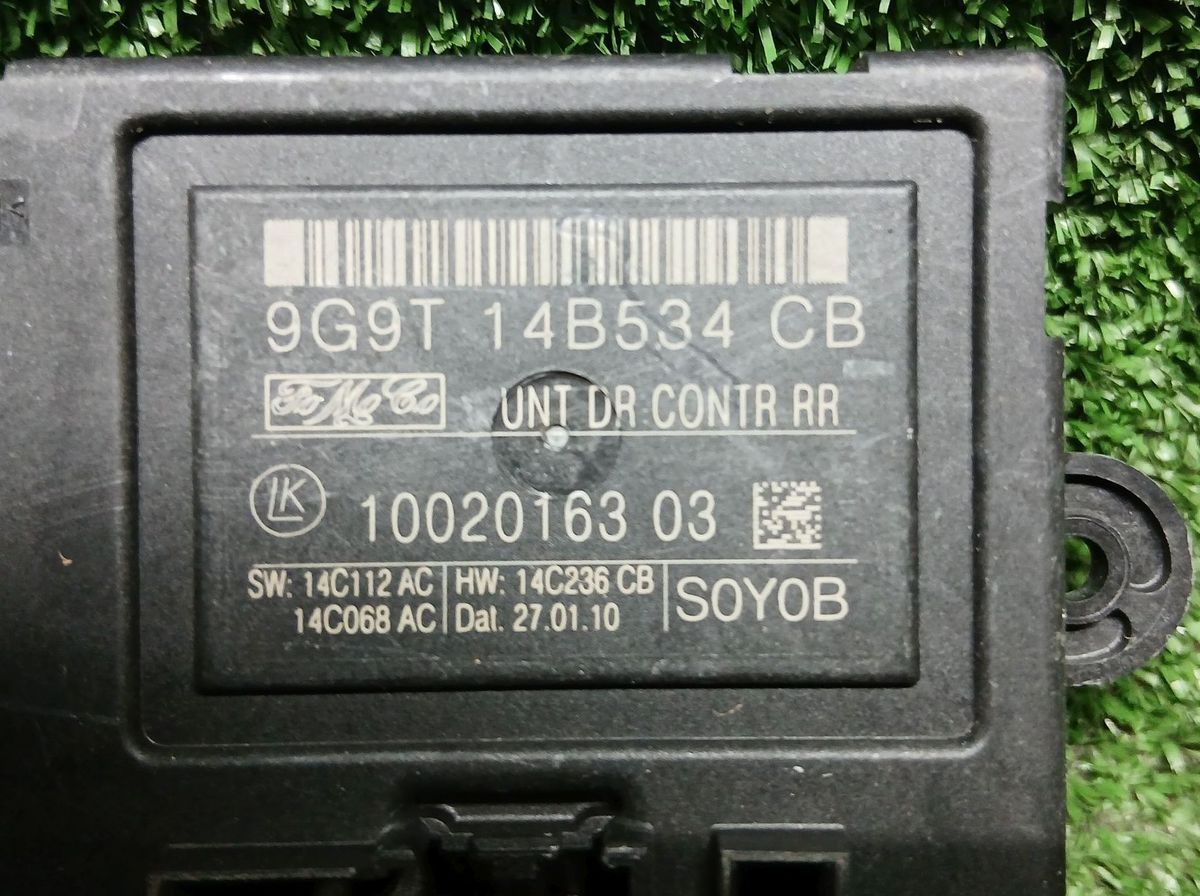 9G9T 14B534 CB
FoMoCo UNT DR CONTR RR
LK 10020163 03
SW: 14C112 AC HW: 14C236 CB SOYOB
14C068 AC Dat. 27.01.10